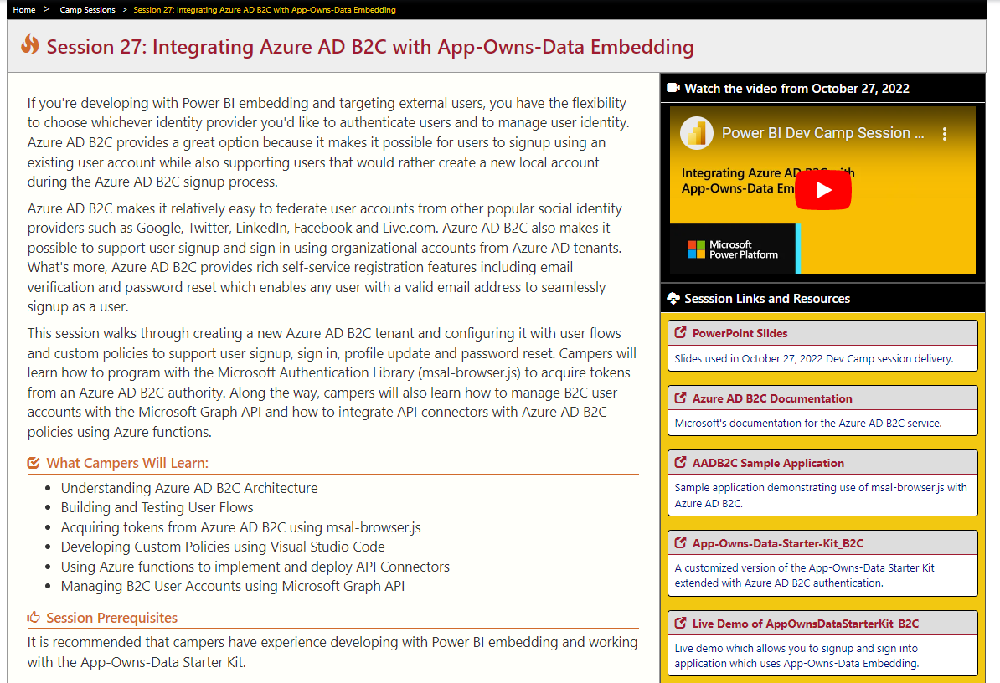 Home > Camp Sessions > Session 27: Integrating Azure AD B2C with App-Owns-Data Embedding
Session 27: Integrating Azure AD B2C with App-Owns-Data Embedding
If you're developing with Power BI embedding and targeting external users, you have the flexibility
to choose whichever identity provider you'd like to authenticate users and to manage user identity.
Azure AD B2C provides a great option because it makes it possible for users to signup using an
existing user account while also supporting users that would rather create a new local account
during the Azure AD B2C signup process.
Azure AD B2C makes it relatively easy to federate user accounts from other popular social identity
providers such as Google, Twitter, LinkedIn, Facebook and Live.com. Azure AD B2C also makes it
possible to support user signup and sign in using organizational accounts from Azure AD tenants.
What's more, Azure AD B2C provides rich self-service registration features including email
verification and password reset which enables any user with a valid email address to seamlessly
signup as a user.
This session walks through creating a new Azure AD B2C tenant and configuring it with user flows
and custom policies to support user signup, sign in, profile update and password reset. Campers will
learn how to program with the Microsoft Authentication Library (msal-browser.js) to acquire tokens
from an Azure AD B2C authority. Along the way, campers will also learn how to manage B2C user
accounts with the Microsoft Graph API and how to integrate API connectors with Azure AD B2C
policies using Azure functions.
What Campers Will Learn:
• Understanding Azure AD B2C Architecture
• Building and Testing User Flows
• Acquiring tokens from Azure AD B2C using msal-browser.js
• Developing Custom Policies using Visual Studio Code
• Using Azure functions to implement and deploy API Connectors
• Managing B2C User Accounts using Microsoft Graph API
Session Prerequisites
It is recommended that campers have experience developing with Power BI embedding and working
with the App-Owns-Data Starter Kit.
Watch the video from October 27, 2022
Power BI Dev Camp Session ...
Integrating Azure AD B2C with
App-Owns-Data Em
Microsoft
Power Platform
Sesssion Links and Resources
PowerPoint Slides
Slides used in October 27, 2022 Dev Camp session delivery.
Azure AD B2C Documentation
Microsoft's documentation for the Azure AD B2C service.
AADB2C Sample Application
Sample application demonstrating use of msal-browser.js with
Azure AD B2C.
App-Owns-Data-Starter-Kit_B2C
A customized version of the App-Owns-Data Starter Kit
extended with Azure AD B2C authentication.
Live Demo of AppOwnsDataStarterKit_B2C
Live demo which allows you to signup and sign into
application which uses App-Owns-Data Embedding.